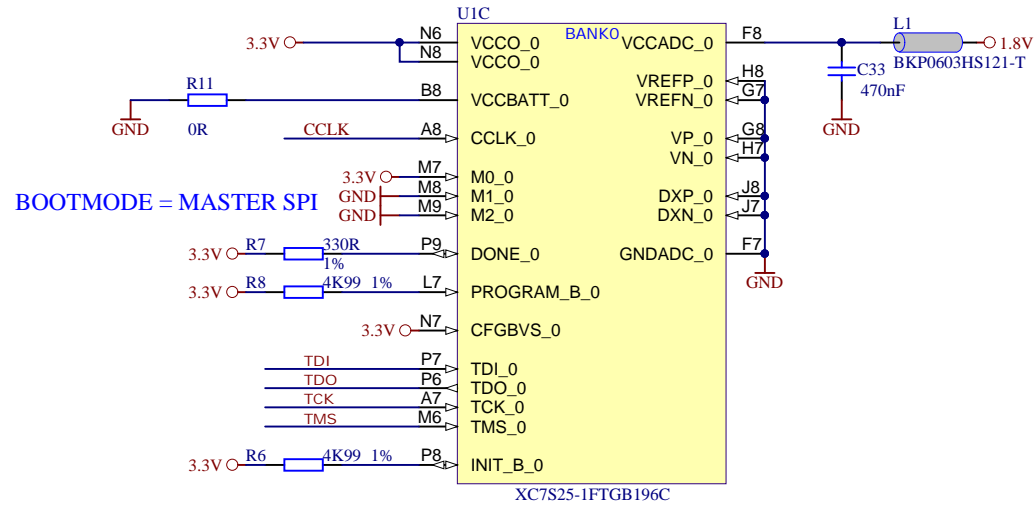 U1C
BANK0
3.3V
N6
VCCO_0
N8
VCCO_0
VCCADC_0
F8
L1
1.8V
BKP0603HS121-T
C33
470nF
GND
VREFP_0
H8
VREFN_0
G7
R11
0R
GND
B8
VCCBATT_0
CCLK
A8
CCLK_0
VP_0
G8
VN_0
H7
3.3V
M7
M0_0
GND
M8
M1_0
GND
M9
M2_0
DXP_0
J8
DXN_0
J7
BOOTMODE = MASTER SPI
3.3V
R7
330R
1%
P9
DONE_0
GNDADC_0
F7
GND
3.3V
R8
4K99 1%
L7
PROGRAM_B_0
3.3V
N7
CFGBVS_0
TDI
P7
TDI_0
TDO
P6
TDO_0
TCK
A7
TCK_0
TMS
M6
TMS_0
3.3V
R6
4K99 1%
P8
INIT_B_0
XC7S25-1FTGB196C